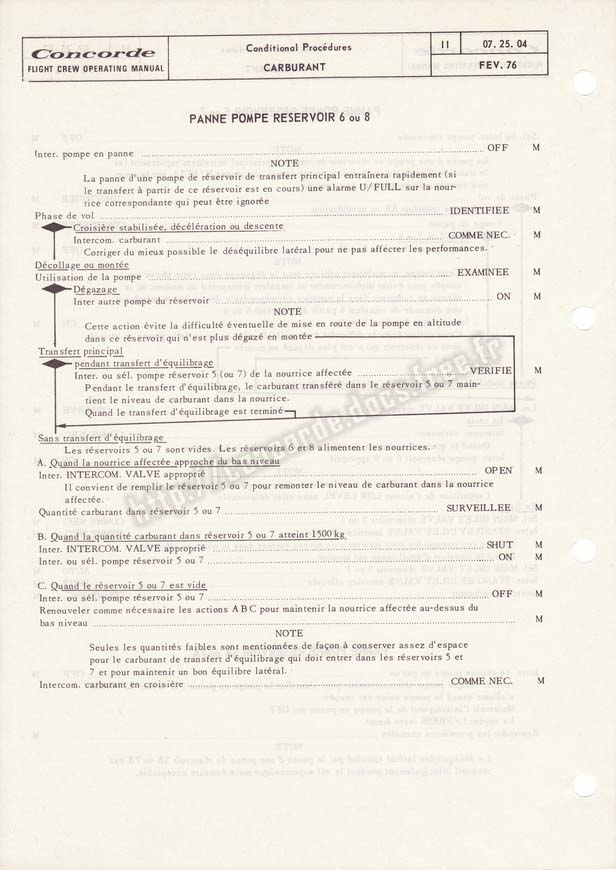 Concorde
FLIGHT CREW OPERATING MANUAL
Conditional Procédures
CARBURANT
11
07. 25. 04
FEV. 76
PANNE POMPE RESERVOIR 6 ou 8
Inter. pompe en panne OFF M
NOTE
La panne d'une pompe de réservoir de transfert principal entraînera rapidement (si
le transfert à partir de ce réservoir est en cours) une alarme U/FULL sur la nour-
rice correspondante qui peut être ignorée
Phase de vol IDENTIFIEE M
Croisière stabilisée, décélération ou descente
Intercom. carburant COMME NEC. M
Corriger du mieux possible le déséquilibre latéral pour ne pas affecter les performances.
Décollage ou montée
Utilisation de la pompe EXAMINEE M
Dégazage
Inter autre pompe du réservoir ON M
NOTE
Cette action évite la difficulté éventuelle de mise en route de la pompe en altitude
dans ce réservoir qui n'est plus dégazé en montée
Transfert principal
pendant transfert d'équilibrage
Inter. ou sél. pompe réservoir 5 (ou 7) de la nourrice affectée VERIFIE M
Pendant le transfert d'équilibrage, le carburant transféré dans le réservoir 5 ou 7 main-
tient le niveau de carburant dans la nourrice.
Quand le transfert d'équilibrage est terminé
Sans transfert d'équilibrage
Les réservoirs 5 ou 7 sont vides. Les réservoirs 6 et 8 alimentent les nourrices.
A. Quand la nourrice affectée approche du bas niveau
Inter. INTERCOM. VALVE approprié OPEN M
Il convient de remplir le réservoir 5 ou 7 pour remonter le niveau de carburant dans la nourrice
affectée.
Quantité carburant dans réservoirs 5 ou 7 SURVEILLEE M
B. Quand la quantité carburant dans réservoir 5 ou 7 atteint 1500 kg
Inter. INTERCOM. VALVE approprié SHUT M
Inter. ou sél. pompe réservoirs 5 ou 7 ON M
C. Quand le réservoir 5 ou 7 est vide
Inter. ou sél. pompe réservoir 5 ou 7 OFF M
Renouveler comme nécessaire les actions A B C pour maintenir la nourrice affectée au-dessus du
bas niveau M
NOTE
Seules les quantités faibles sont mentionnées de façon à conserver assez d'espace
pour le carburant de transfert d'équilibrage qui doit entrer dans les réservoirs 5 et
7 et pour maintenir un bon équilibre latéral.
Intercom. carburant en croisière COMME NEC. M
http://concorde.docs.free.fr